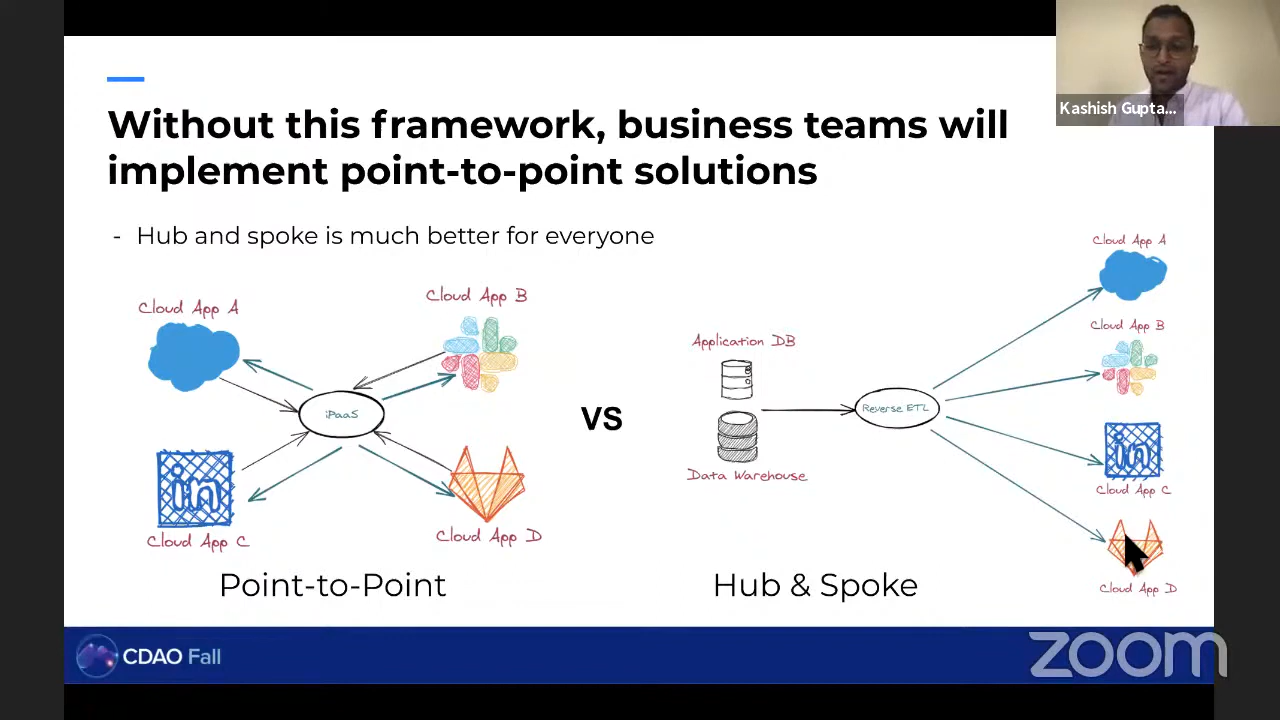 Kashish Gupta...
Without this framework, business teams will
implement point-to-point solutions
- Hub and spoke is much better for everyone
Cloud App A
Cloud App B
iPaaS
in
Cloud App C
Cloud App D
Point-to-Point
VS
Application DB
Data Warehouse
Reverse ETL
Cloud App A
Cloud App B
in
Cloud App C
Cloud App D
Hub & Spoke
CDAO Fall
zoom